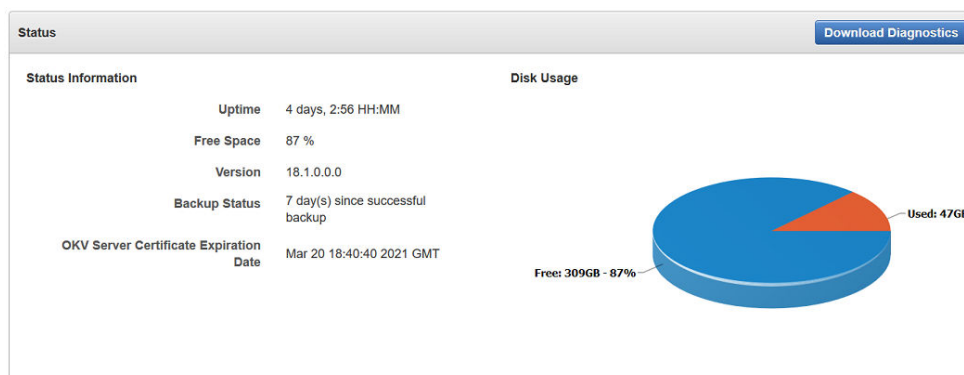 Status
Download Diagnostics
Status Information
Uptime
4 days, 2:56 HH:MM
Free Space
87 %
Version
18.1.0.0.0
Backup Status
7 day(s) since successful
backup
OKV Server Certificate Expiration
Date
Mar 20 18:40:40 2021 GMT
Disk Usage
Used: 47G
Free: 309GB - 87%